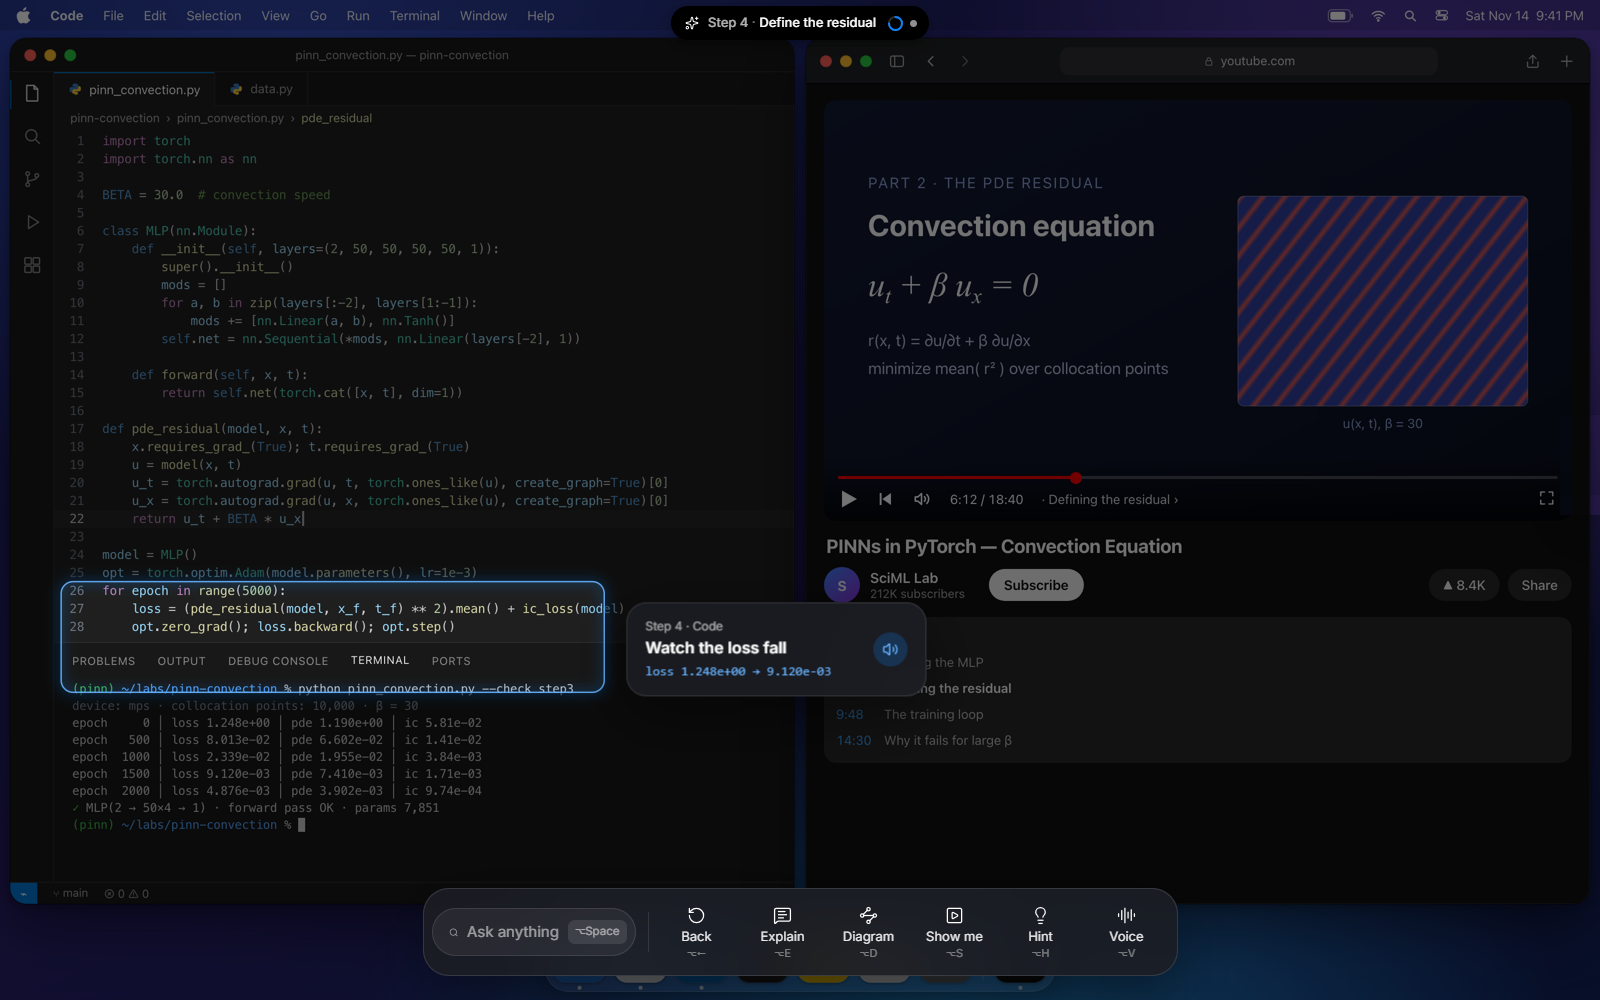 Code File Edit Selection View Go Run Terminal Window Help
Step 4 · Define the residual
Sat Nov 14 9:41 PM
pinn_convection.py — pinn-convection
pinn_convection.py
data.py
pinn-convection › pinn_convection.py › pde_residual
1 import torch
2 import torch.nn as nn
3
4 BETA = 30.0  # convection speed
5
6 class MLP(nn.Module):
7     def __init__(self, layers=(2, 50, 50, 50, 50, 1)):
8         super().__init__()
9         mods = []
10         for a, b in zip(layers[:-2], layers[1:-1]):
11             mods += [nn.Linear(a, b), nn.Tanh()]
12         self.net = nn.Sequential(*mods, nn.Linear(layers[-2], 1))
13
14     def forward(self, x, t):
15         return self.net(torch.cat([x, t], dim=1))
16
17 def pde_residual(model, x, t):
18     x.requires_grad_(True); t.requires_grad_(True)
19     u = model(x, t)
20     u_t = torch.autograd.grad(u, t, torch.ones_like(u), create_graph=True)[0]
21     u_x = torch.autograd.grad(u, x, torch.ones_like(u), create_graph=True)[0]
22     return u_t + BETA * u_x
23
24 model = MLP()
25 opt = torch.optim.Adam(model.parameters(), lr=1e-3)
26 for epoch in range(5000):
27     loss = (pde_residual(model, x_f, t_f) ** 2).mean() + ic_loss(model)
28     opt.zero_grad(); loss.backward(); opt.step()
PROBLEMS OUTPUT DEBUG CONSOLE TERMINAL PORTS
(pinn) ~/labs/pinn-convection % python pinn_convection.py --check step3
device: mps · collocation points: 10,000 · β = 30
epoch     0 | loss 1.248e+00 | pde 1.190e+00 | ic 5.81e-02
epoch   500 | loss 8.013e-02 | pde 6.602e-02 | ic 1.41e-02
epoch  1000 | loss 2.339e-02 | pde 1.955e-02 | ic 3.84e-03
epoch  1500 | loss 9.120e-03 | pde 7.410e-03 | ic 1.71e-03
epoch  2000 | loss 4.876e-03 | pde 3.902e-03 | ic 9.74e-04
✓ MLP(2 → 50×4 → 1) · forward pass OK · params 7,851
(pinn) ~/labs/pinn-convection %
main 0 0
youtube.com
PART 2 · THE PDE RESIDUAL
Convection equation
u_t + β u_x = 0
r(x, t) = ∂u/∂t + β ∂u/∂x
minimize mean( r² ) over collocation points
u(x, t), β = 30
6:12 / 18:40 · Defining the residual ›
PINNs in PyTorch — Convection Equation
S
SciML Lab
212K subscribers
Subscribe
8.4K
Share
Step 4 · Code
Watch the loss fall
loss 1.248e+00 → 9.120e-03
the MLP
the residual
9:48 The training loop
14:30 Why it fails for large β
Ask anything ⌥Space
Back Explain Diagram Show me Hint Voice
⌥← ⌥E ⌥D ⌥S ⌥H ⌥V